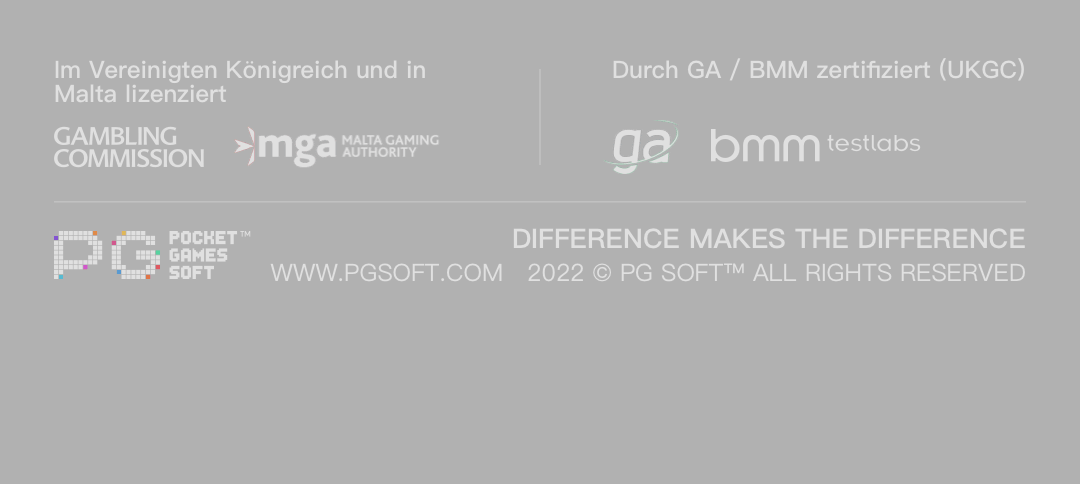 Im Vereinigten Königreich und in
Malta lizenziert
GAMBLING
COMMISSION
mga MALTA GAMING
AUTHORITY
Durch GA / BMM zertifiziert (UKGC)
ga bmm testlabs
PG POCKET™
GAMES
SOFT
WWW.PGSOFT.COM
DIFFERENCE MAKES THE DIFFERENCE
2022 © PG SOFT™ ALL RIGHTS RESERVED